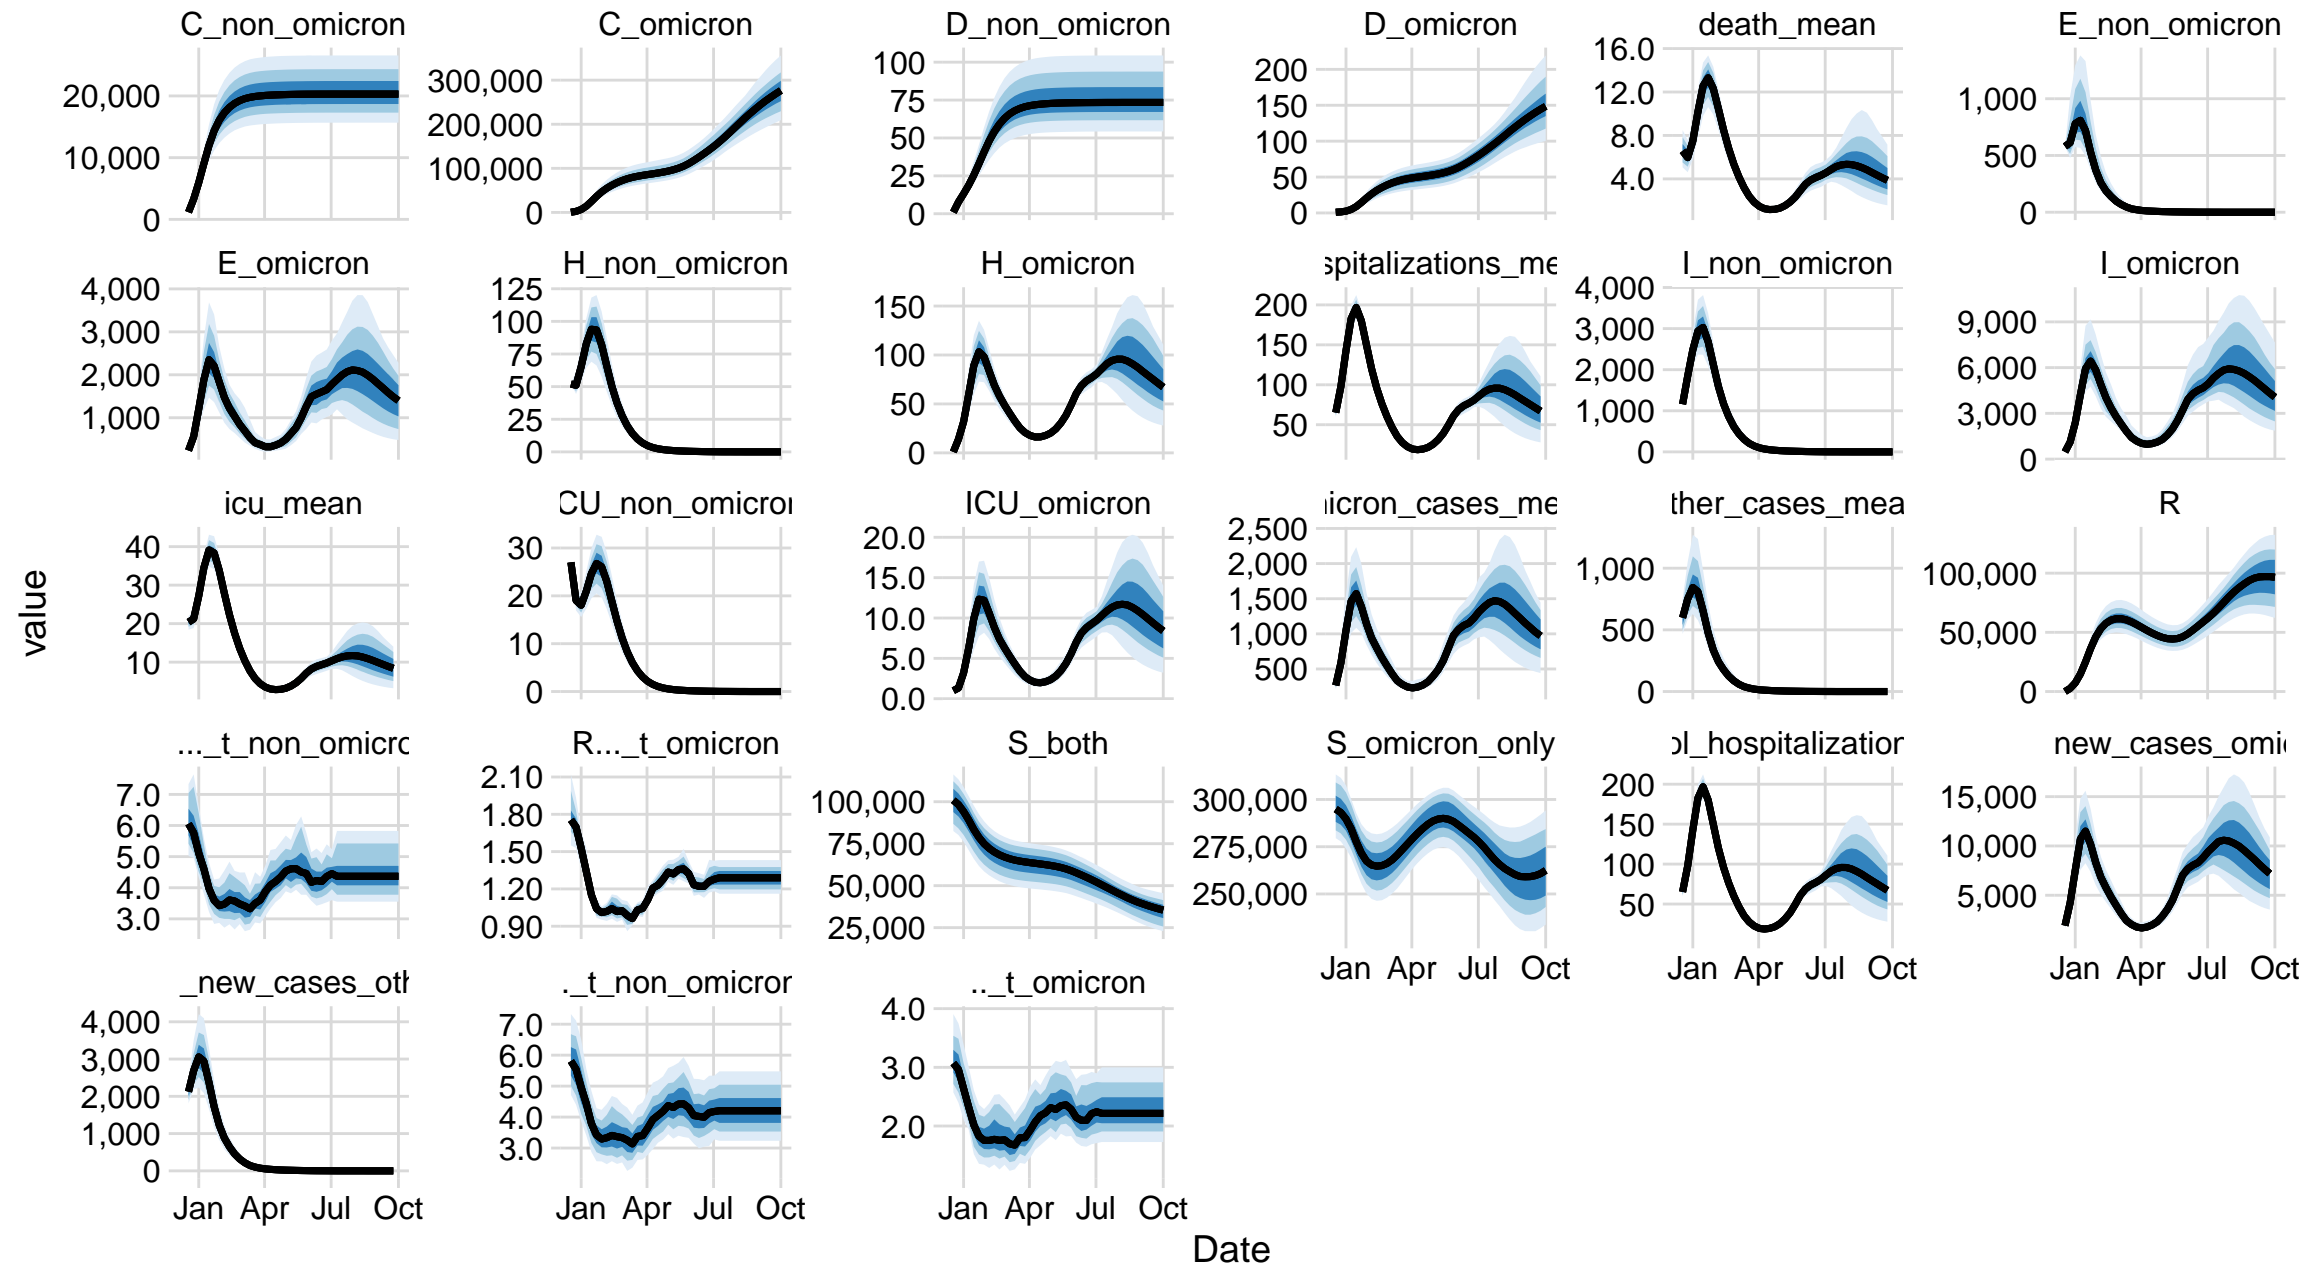 C_non_omicron C_omicron D_non_omicron D_omicron death_mean E_non_omicron
20,000 10,000 0
300,000 200,000 100,000 0
100 75 50 25 0
200 150 100 50 0
16.0 12.0 8.0 4.0
1,000 500 0
E_omicron H_non_omicron H_omicron spitalizations_me I_non_omicron I_omicron
4,000 3,000 2,000 1,000
125 100 75 50 25 0
150 100 50 0
200 150 100 50
4,000 3,000 2,000 1,000 0
9,000 6,000 3,000 0
icu_mean CU_non_omicron ICU_omicron icron_cases_me ther_cases_mea R
40 30 20 10
30 20 10 0
20.0 15.0 10.0 5.0 0.0
2,500 2,000 1,500 1,000 500
1,000 500 0
100,000 50,000 0
value
..._t_non_omicro R..._t_omicron S_both S_omicron_only ol_hospitalization new_cases_omi
7.0 6.0 5.0 4.0 3.0
2.10 1.80 1.50 1.20 0.90
100,000 75,000 50,000 25,000
300,000 275,000 250,000
200 150 100 50
15,000 10,000 5,000
Jan Apr Jul Oct Jan Apr Jul Oct Jan Apr Jul Oct
_new_cases_oth ._t_non_omicron .._t_omicron
4,000 3,000 2,000 1,000 0
7.0 6.0 5.0 4.0 3.0
4.0 3.0 2.0
Jan Apr Jul Oct Jan Apr Jul Oct Jan Apr Jul Oct
Date